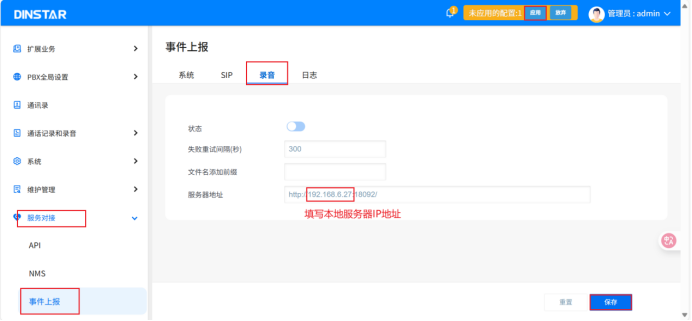 DINSTAR
1
未应用的配置:1 应用 放弃
管理员 : admin
扩展业务
PBX全局设置
通讯录
通话记录和录音
系统
维护管理
服务对接
API
NMS
事件上报
事件上报
系统 SIP 录音 日志
状态
失败重试间隔(秒) 300
文件名添加前缀
服务器地址 http://192.168.6.27:18092/
填写本地服务器IP地址
重置 保存